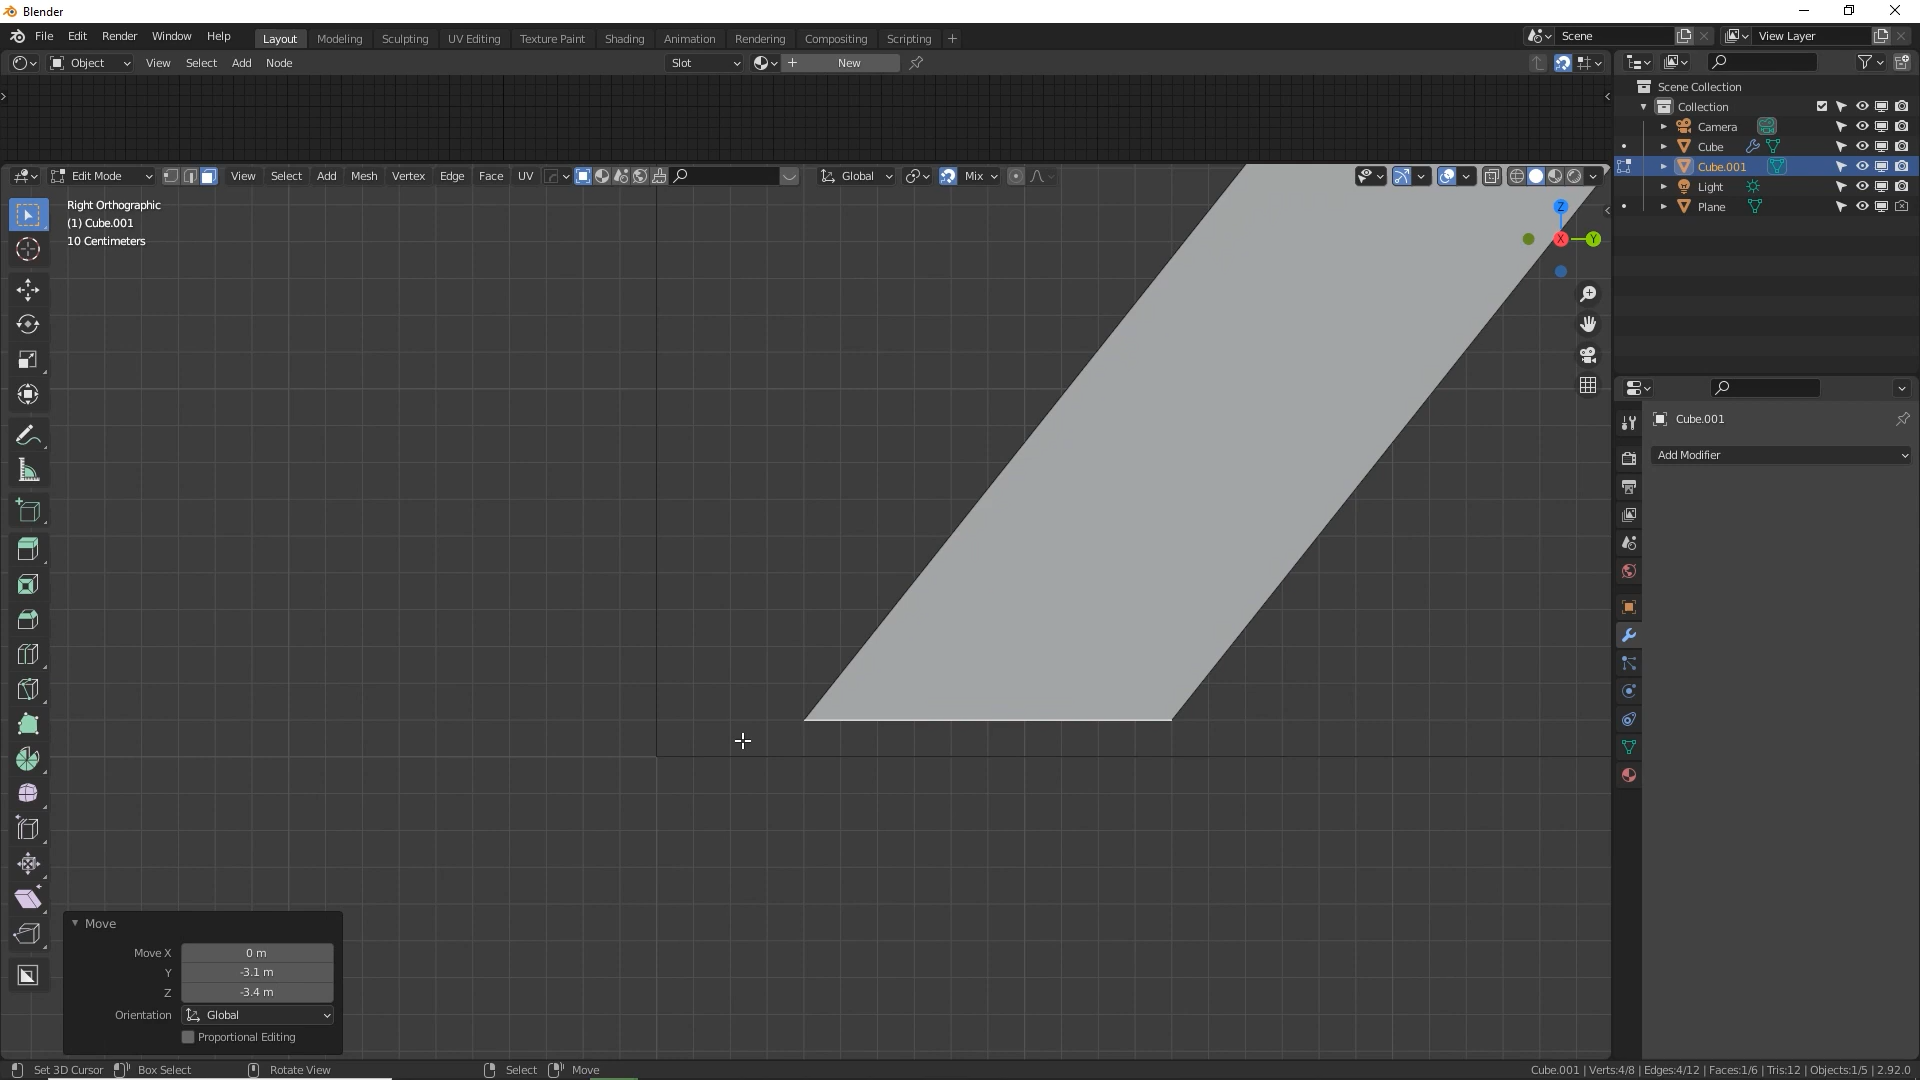 Blender
File Edit Render Window Help
Layout Modeling Sculpting UV Editing Texture Paint Shading Animation Rendering Compositing Scripting +
Scene
View Layer
Object View Select Add Node
Slot
New
Scene Collection
Collection
Camera
Cube
Cube.001
Light
Plane
Edit Mode View Select Add Mesh Vertex Edge Face UV
Global
Mix
Right Orthographic
(1) Cube.001
10 Centimeters
Z
X
Y
Cube.001
Add Modifier
Move
Move X 0 m
Y -3.1 m
Z -3.4 m
Orientation Global
Proportional Editing
Set 3D Cursor Box Select Rotate View Select Move
Cube.001 | Verts:4/8 | Edges:4/12 | Faces:1/6 | Tris:12 | Objects:1/5 | 2.92.0